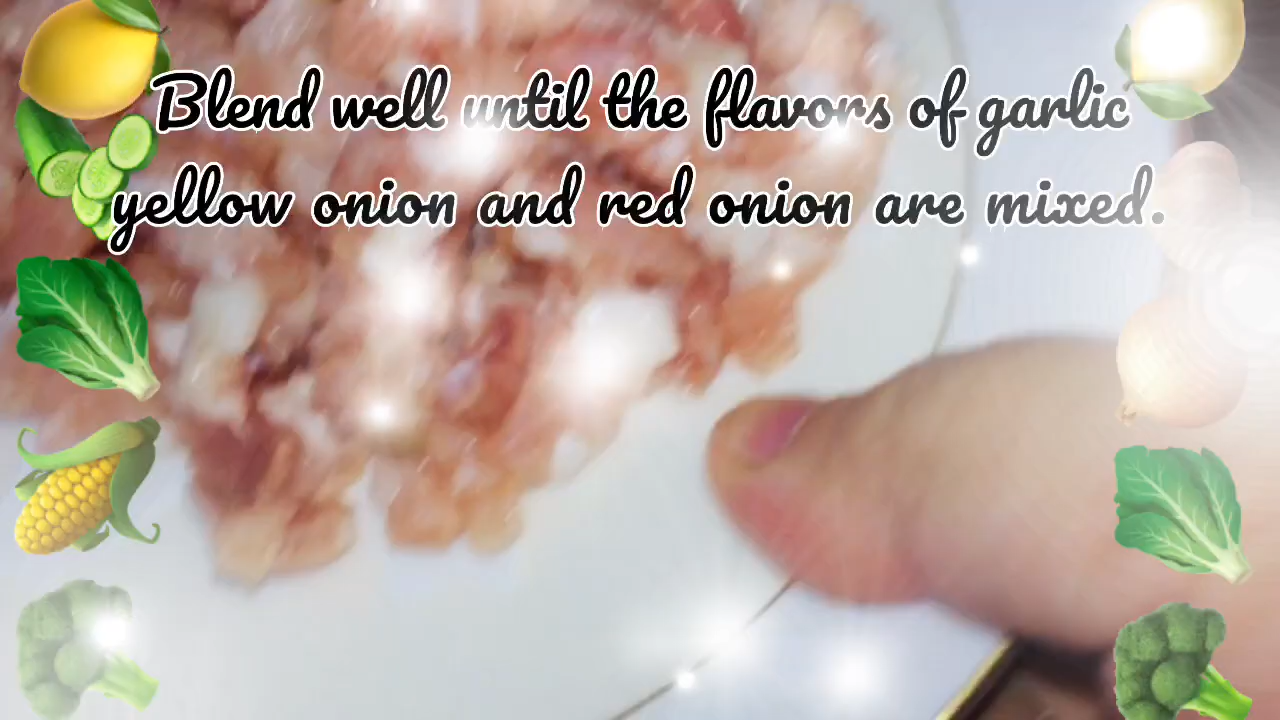 Blend well until the flavors of garlic
yellow onion and red onion are mixed.